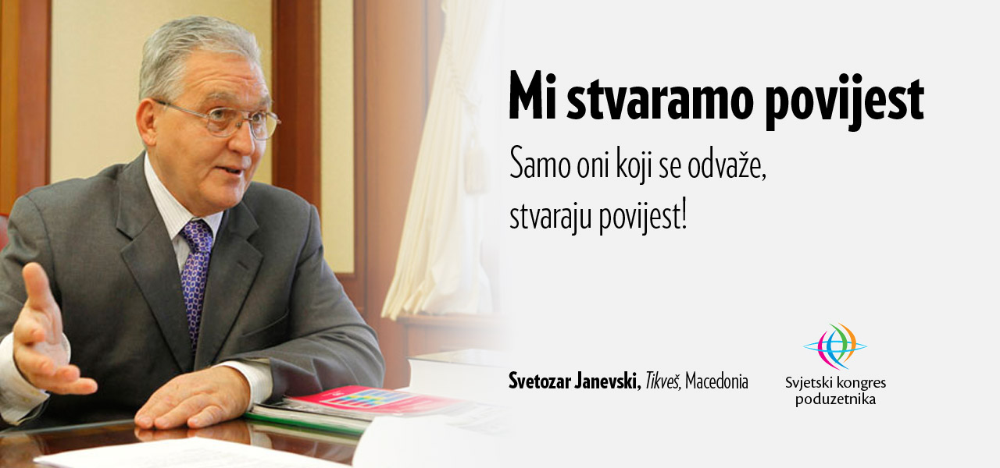 Mi stvaramo povijest
Samo oni koji se odvaže,
stvaraju povijest!
Svetozar Janevski, Tikveš, Macedonia
Svjetski kongres
poduzetnika